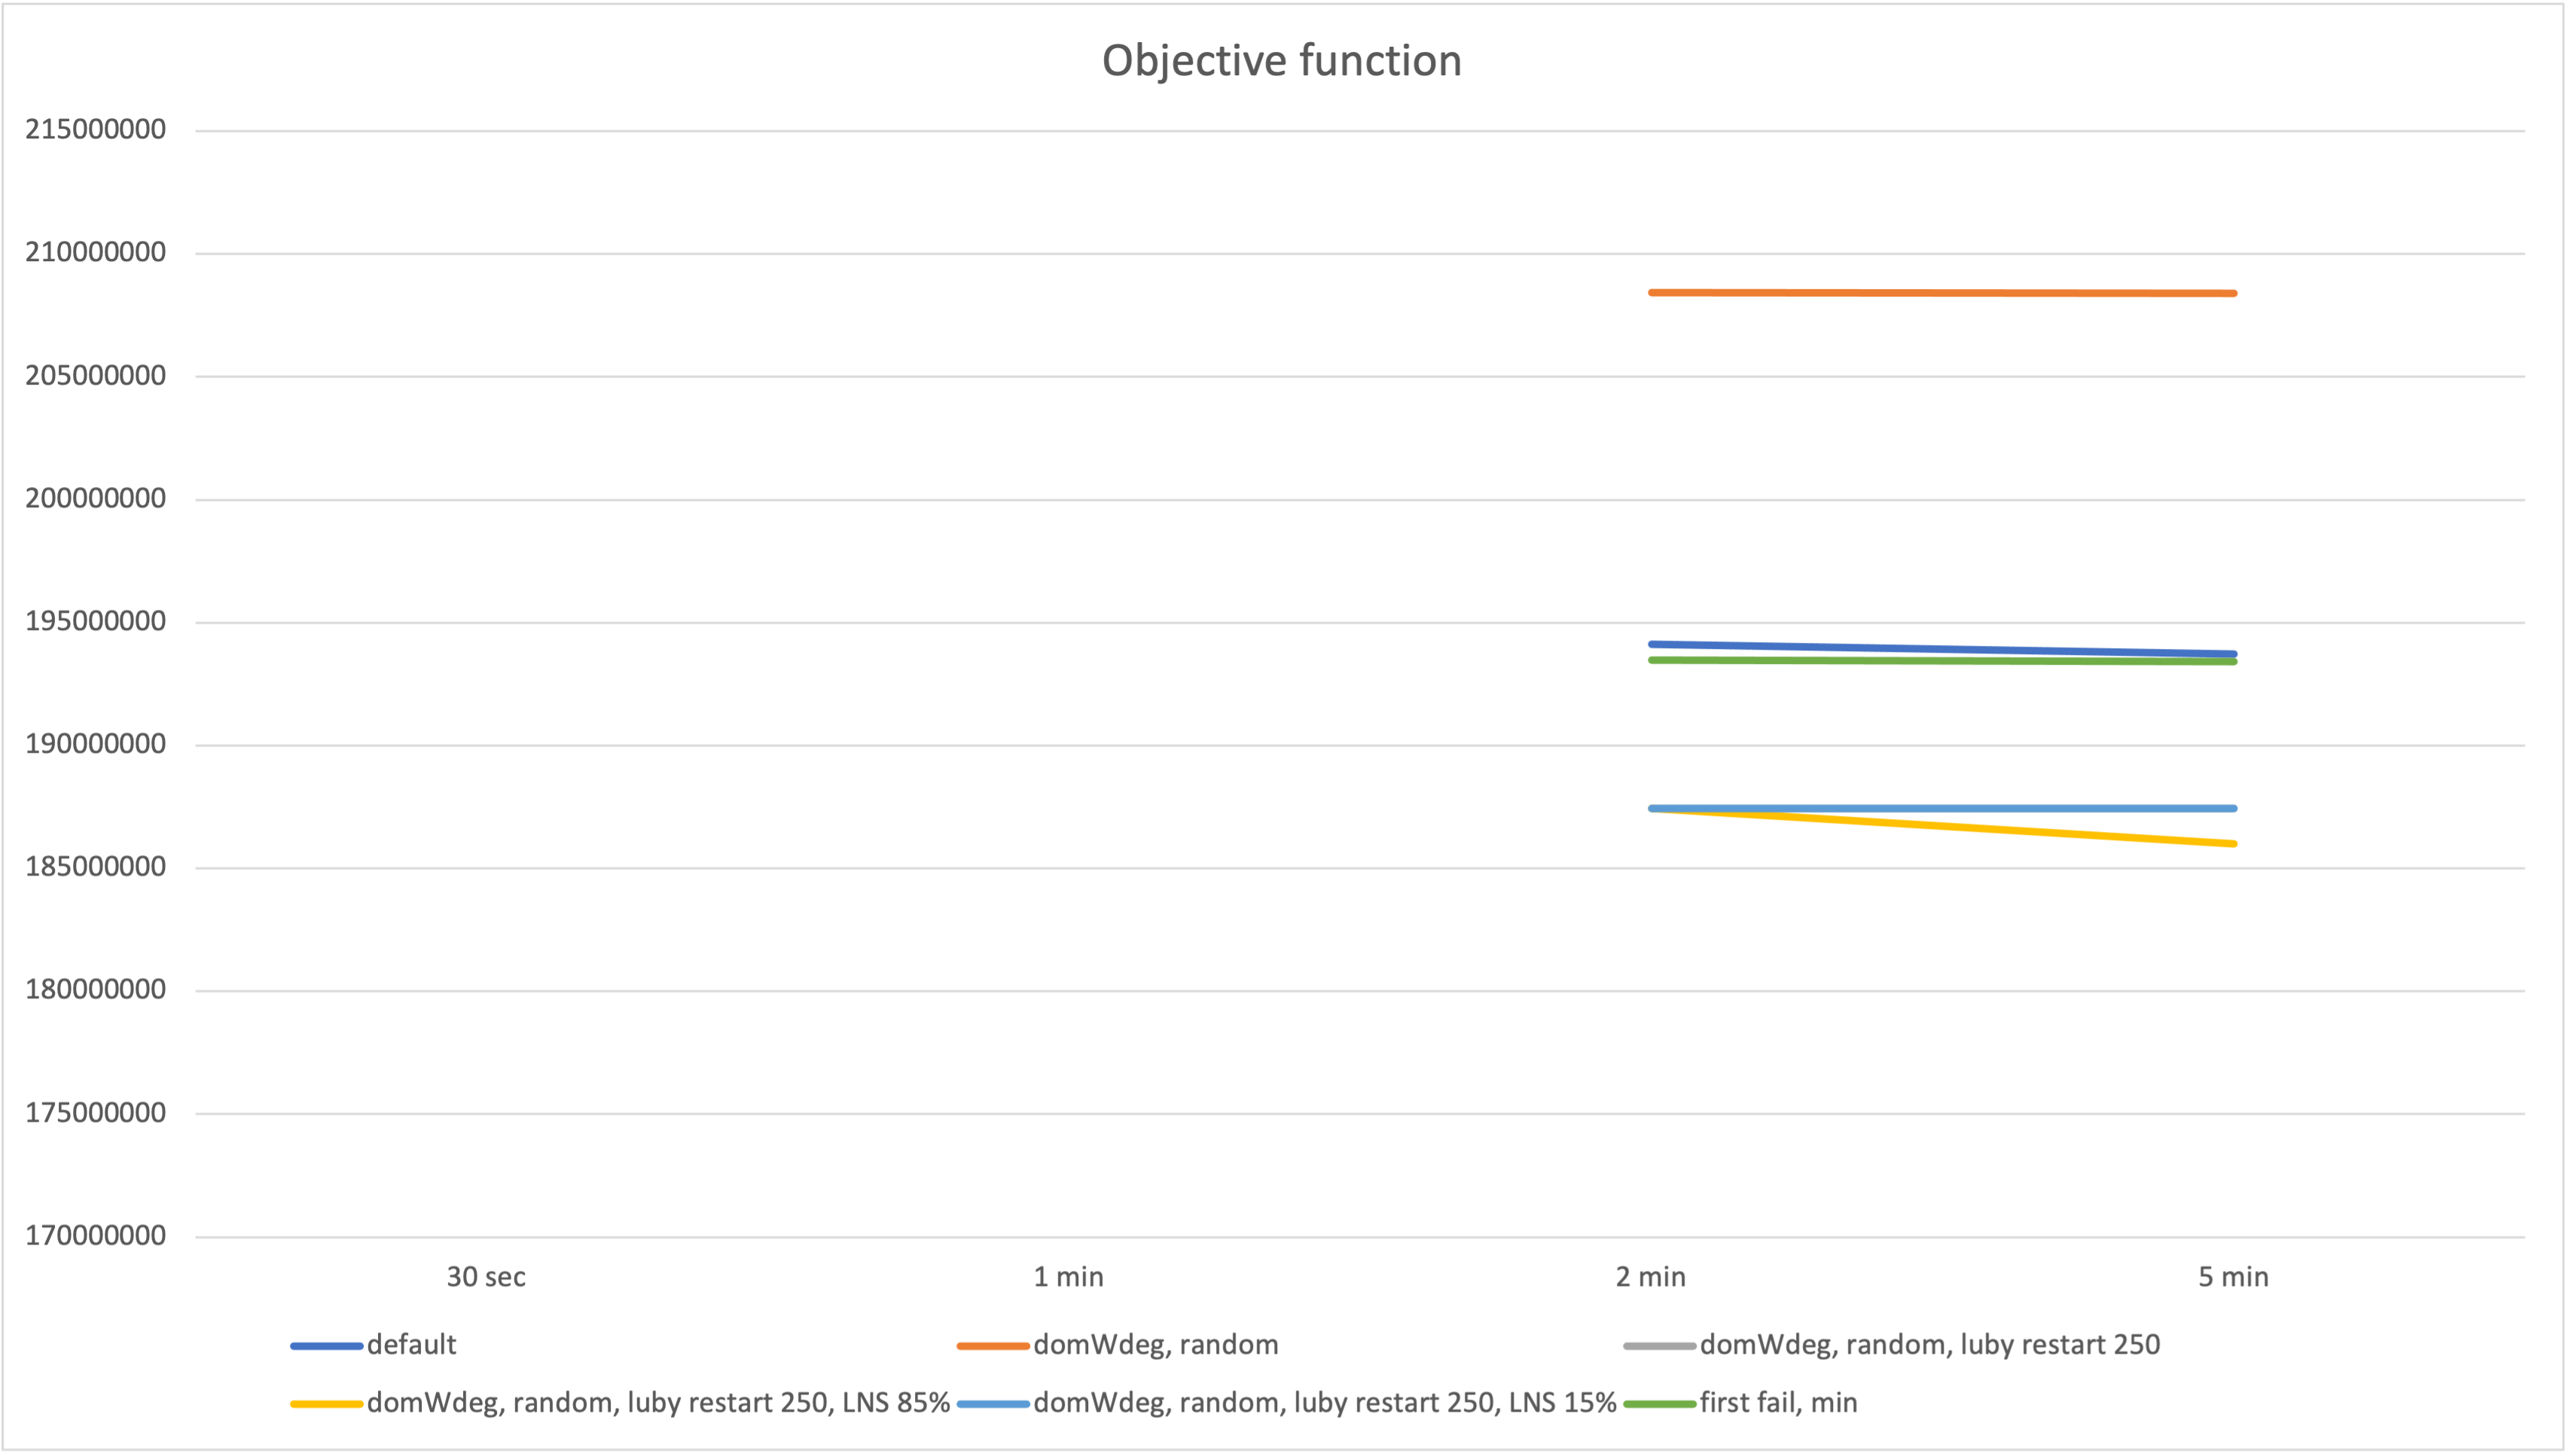 Objective function
215000000
210000000
205000000
200000000
195000000
190000000
185000000
180000000
175000000
170000000
30 sec 1 min 2 min 5 min
default domWdeg, random domWdeg, random, luby restart 250
domWdeg, random, luby restart 250, LNS 85% domWdeg, random, luby restart 250, LNS 15% first fail, min